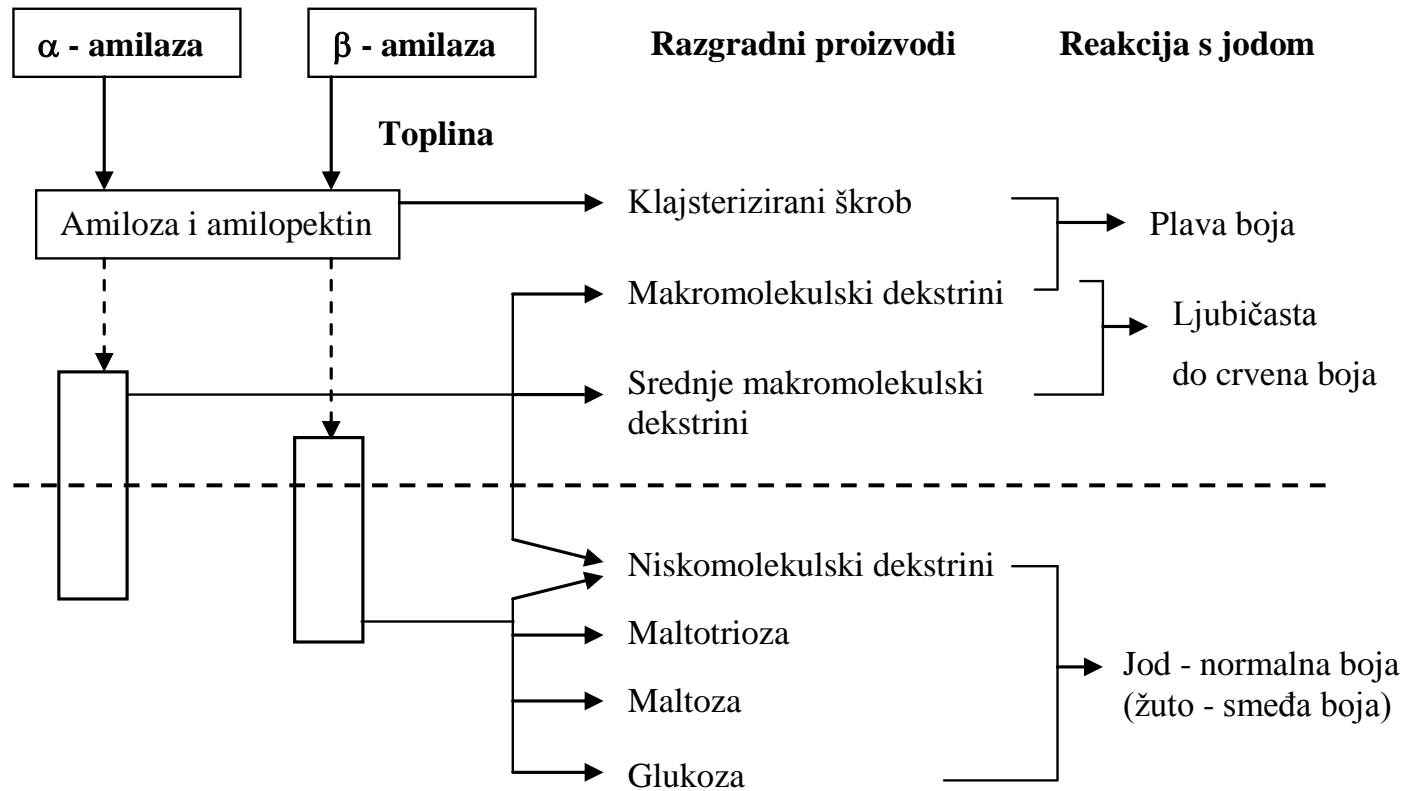 α - amilaza
β - amilaza
Razgradni proizvodi
Reakcija s jodom
Toplina
Amiloza i amilopektin
Klajsterizirani škrob
Plava boja
Makromolekulski dekstrini
Ljubičasta
do crvena boja
Srednje makromolekulski
dekstrini
Niskomolekulski dekstrini
Maltotrioza
Maltoza
Glukoza
Jod - normalna boja
(žuto - smeđa boja)